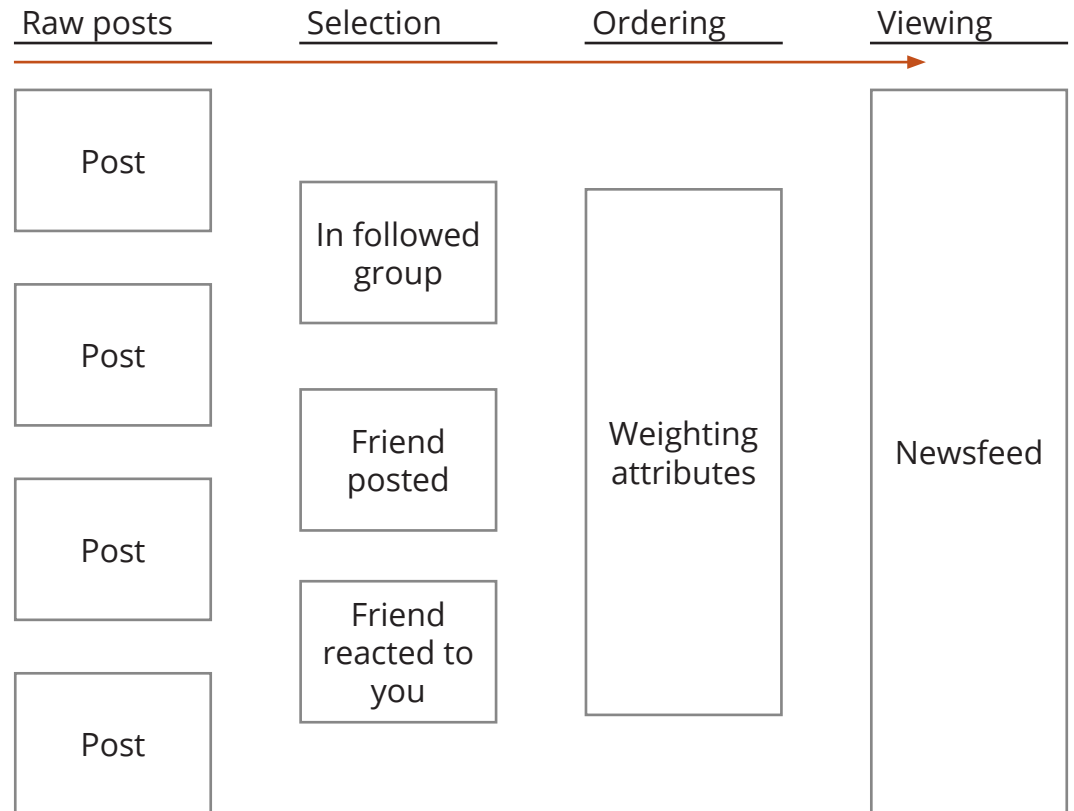 Raw posts
Selection
Ordering
Viewing
Post
Post
Post
Post
In followed
group
Friend
posted
Friend
reacted to
you
Weighting
attributes
Newsfeed